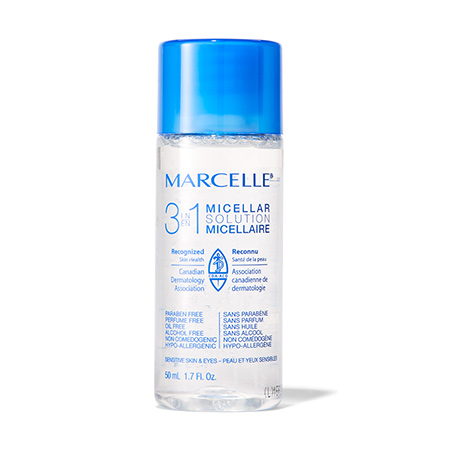 MARCELLE®
3 IN EN 1 MICELLAR SOLUTION MICELLAIRE
Recognized
Skin Health
Canadian
Dermatology
Association
CDA-ACD
Reconnu
Santé de la peau
Association
canadienne de
dermatologie
PARABEN FREE
PERFUME FREE
OIL FREE
ALCOHOL FREE
NON COMEDOGENIC
HYPO-ALLERGENIC
SANS PARABÈNE
SANS PARFUM
SANS HUILE
SANS ALCOOL
NON COMÉDOGÈNE
HYPO-ALLERGÈNE
SENSITIVE SKIN & EYES – PEAU ET YEUX SENSIBLES
50 mL 1.7 Fl. Oz.